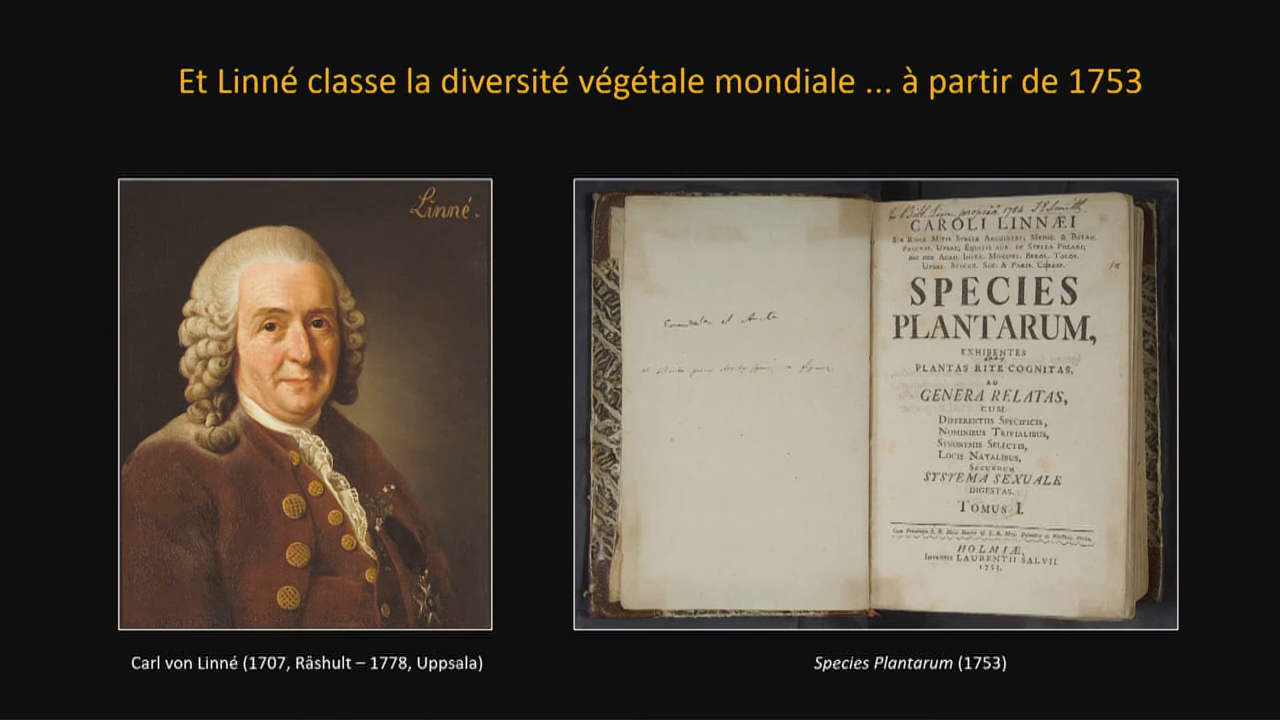 Et Linné classe la diversité végétale mondiale ... à partir de 1753
Linné.
CAROLI LINNÆI
SPECIES
PLANTARUM,
EXHIBENTES
PLANTAS RITE COGNITAS,
AD
GENERA RELATAS,
CUM
DIFFERENTIIS SPECIFICIS,
NOMINIBUS TRIVIALIBUS,
SYNONYMIS SELECTIS,
LOCIS NATALIBUS,
SECUNDUM
SYSTEMA SEXUALE
DIGESTAS.
TOMUS I.
HOLMIÆ,
IMPENSIS LAURENTII SALVII.
1753.
Carl von Linné (1707, Råshult – 1778, Uppsala)
Species Plantarum (1753)